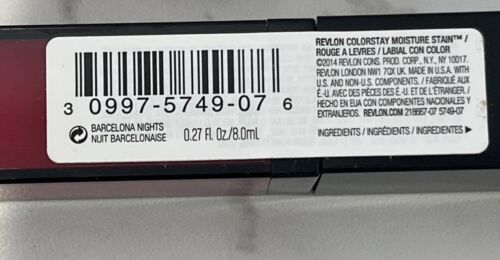 3 0997-5749-07 6
BARCELONA NIGHTS
NUIT BARCELONAISE
0.27 Fl. Oz/8.0mL
REVLON COLORSTAY MOISTURE STAIN™ /
ROUGE A LEVRES / LABIAL CON COLOR
©2014 REVLON CONS. PROD. CORP., N.Y., NY 10017.
REVLON LONDON NW1 7QX UK. MADE IN U.S.A. WITH
U.S. AND NON-U.S. COMPONENTS. / FABRIQUÉ AUX
É.-U. AVEC DES PIÈCES DES É.-U. ET DE L'ÉTRANGER. /
HECHO EN EUA CON COMPONENTES NACIONALES Y
EXTRANJEROS. REVLON.COM 218667-07 5749-07
INGREDIENTS / INGRÉDIENTS / INGREDIENTES